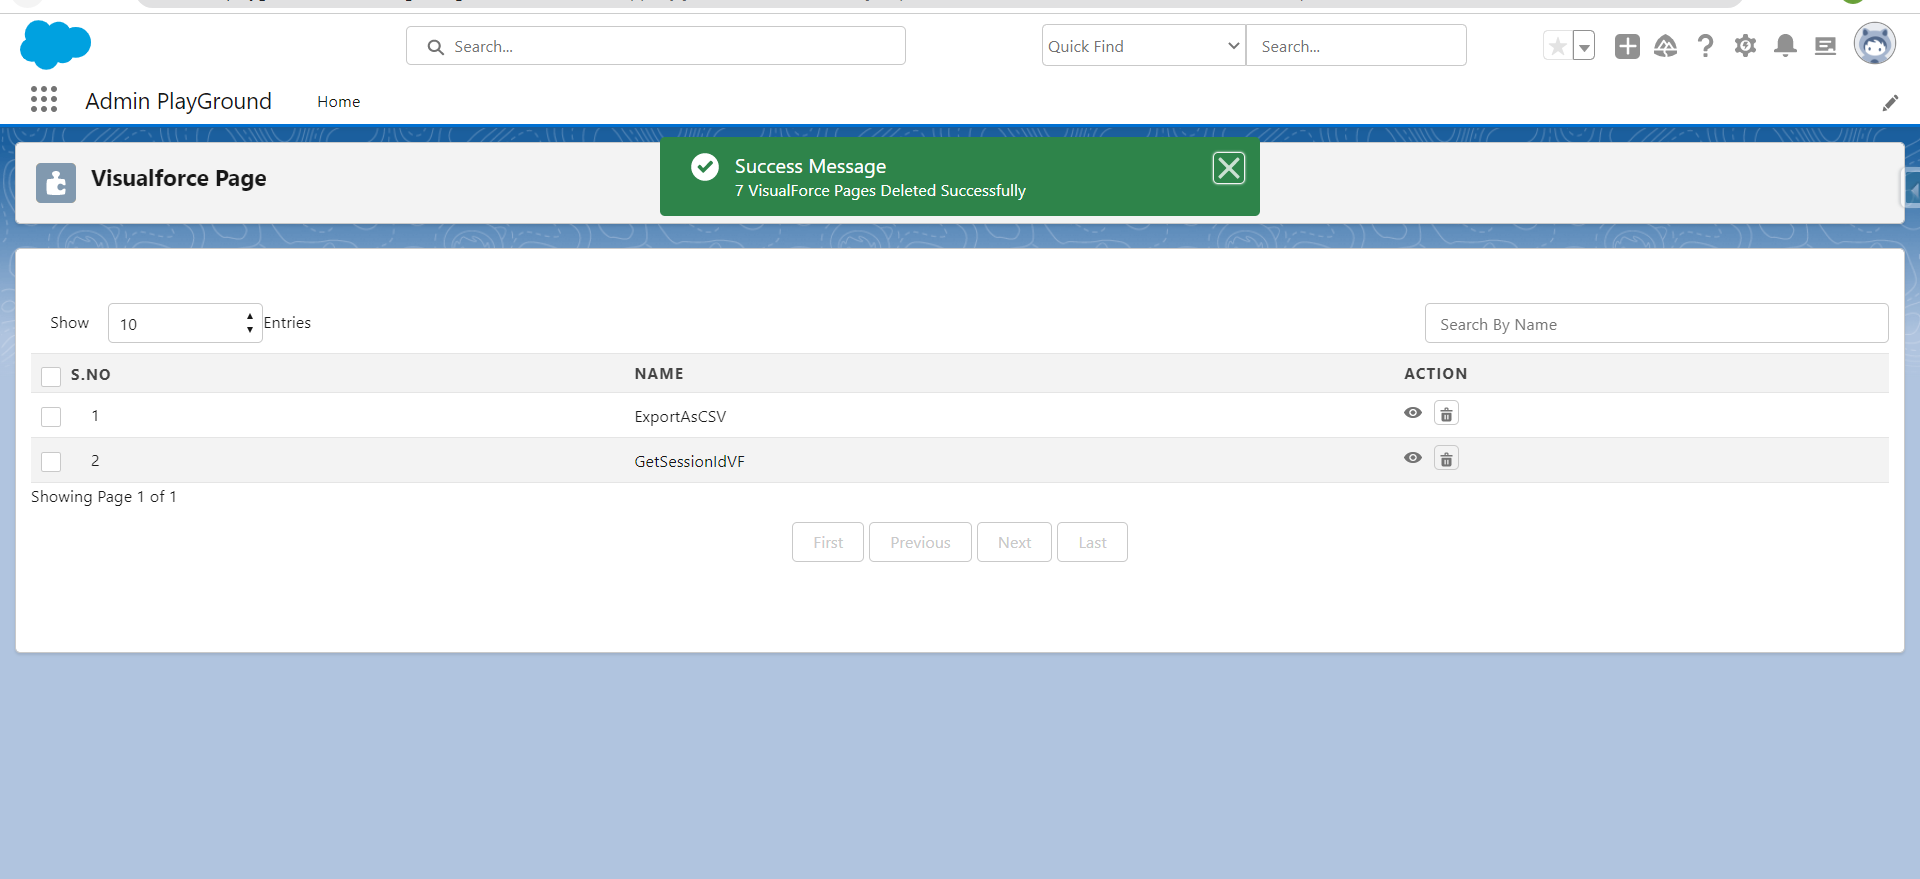 Search...
Quick Find
Search...
Admin PlayGround
Home
Visualforce Page
Success Message
7 VisualForce Pages Deleted Successfully
Show 10 Entries
Search By Name
S.NO NAME ACTION
1 ExportAsCSV
2 GetSessionIdVF
Showing Page 1 of 1
First Previous Next Last